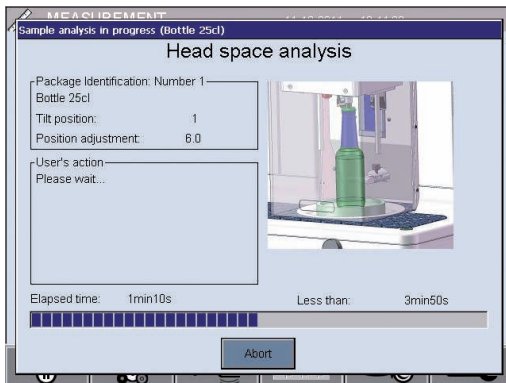 MEASUREMENT
Sample analysis in progress (Bottle 25cl)
Head space analysis
Package Identification: Number 1
Bottle 25cl
Tilt position: 1
Position adjustment: 6.0
User's action
Please wait...
Elapsed time: 1min10s Less than: 3min50s
Abort